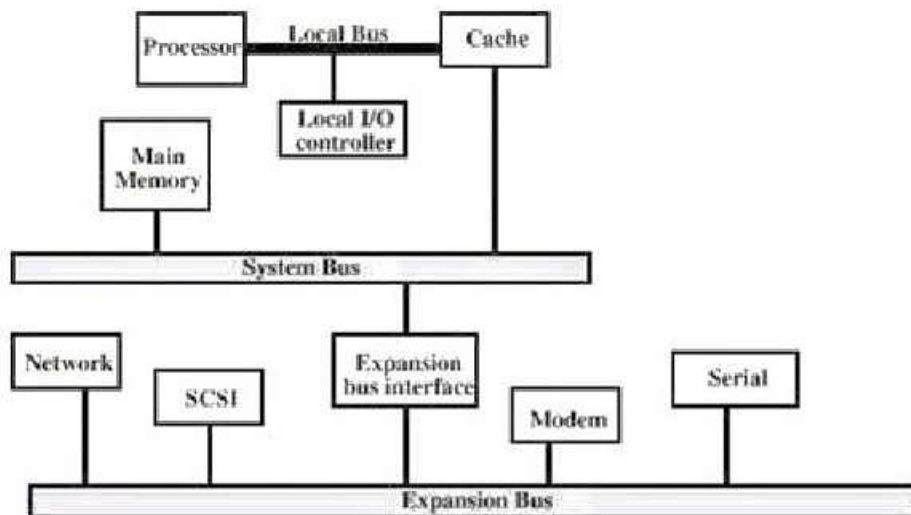 Local Bus
Processor
Cache
Local I/O
controller
Main
Memory
System Bus
Network
SCSI
Expansion
bus interface
Modem
Serial
Expansion Bus